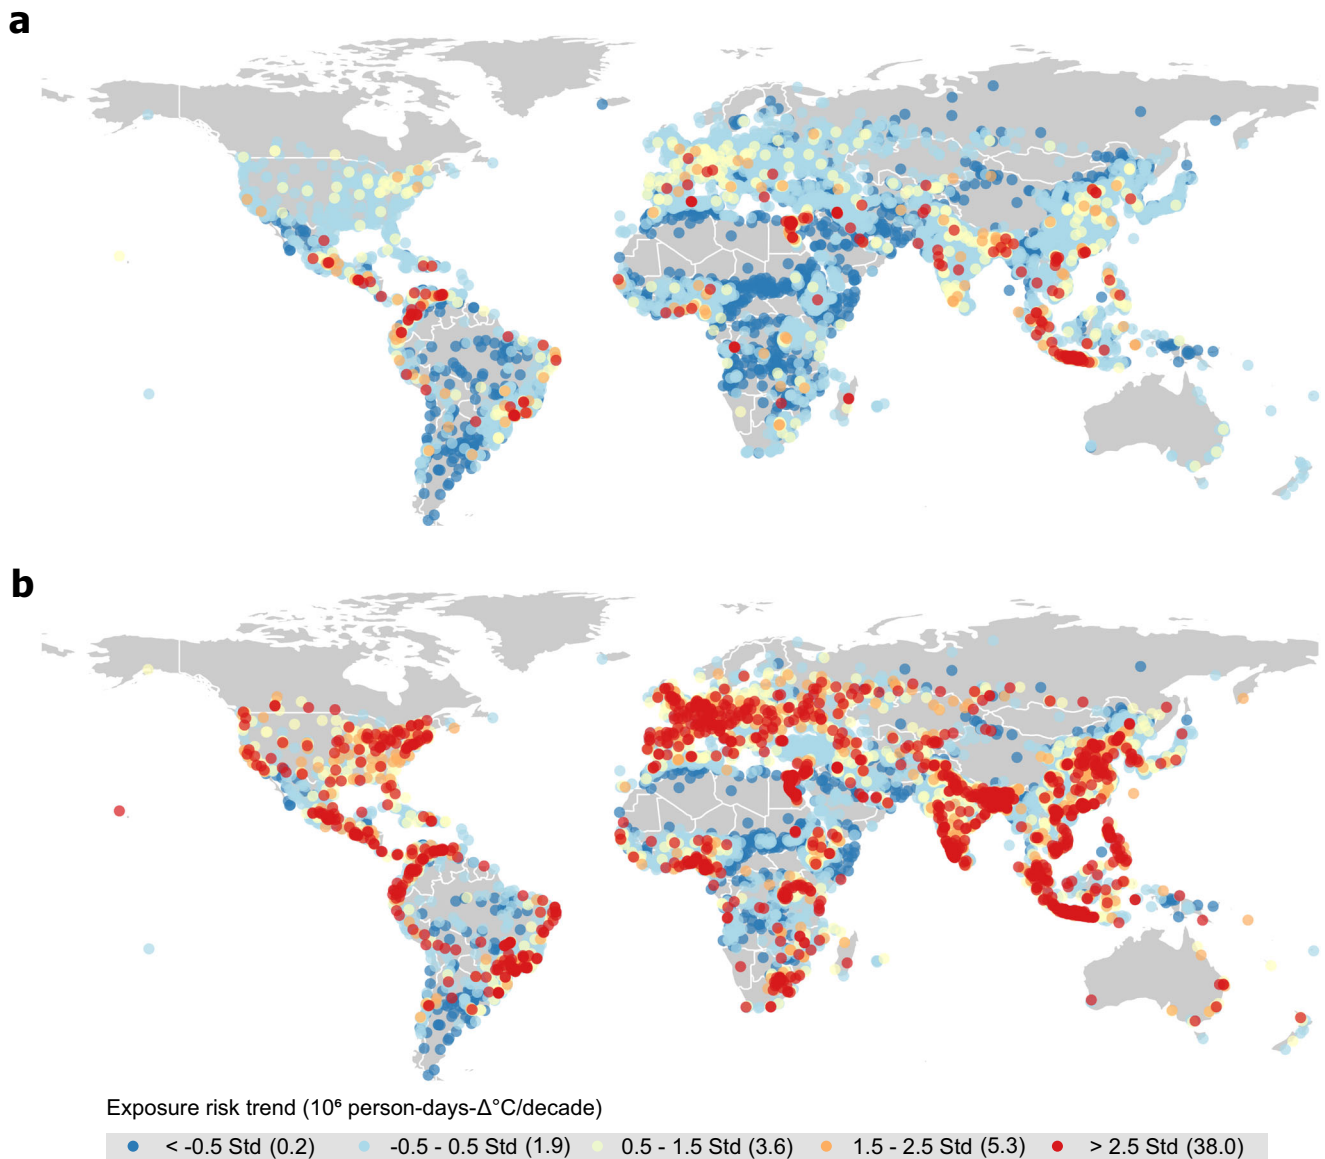 a
b
Exposure risk trend (10⁶ person-days-Δ°C/decade)
< -0.5 Std (0.2) -0.5 - 0.5 Std (1.9) 0.5 - 1.5 Std (3.6) 1.5 - 2.5 Std (5.3) > 2.5 Std (38.0)